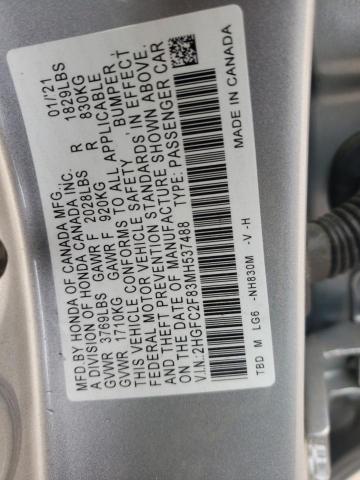 MFD.BY HONDA OF CANADA MFG.,
A DIVISION OF HONDA CANADA INC. 01/'21
GVWR 3769LBS GAWR F 2028LBS R 1829LBS
GVWR 1710KG GAWR F 920KG R 830KG
THIS VEHICLE CONFORMS TO ALL APPLICABLE
FEDERAL MOTOR VEHICLE SAFETY , BUMPER,
AND THEFT PREVENTION STANDARDS IN EFFECT
ON THE DATE OF MANUFACTURE SHOWN ABOVE.
V.I.N.:2HGFC2F83MH537488 TYPE: PASSENGER CAR
MADE IN CANADA
TBD M LG6 -NH830M -V -H